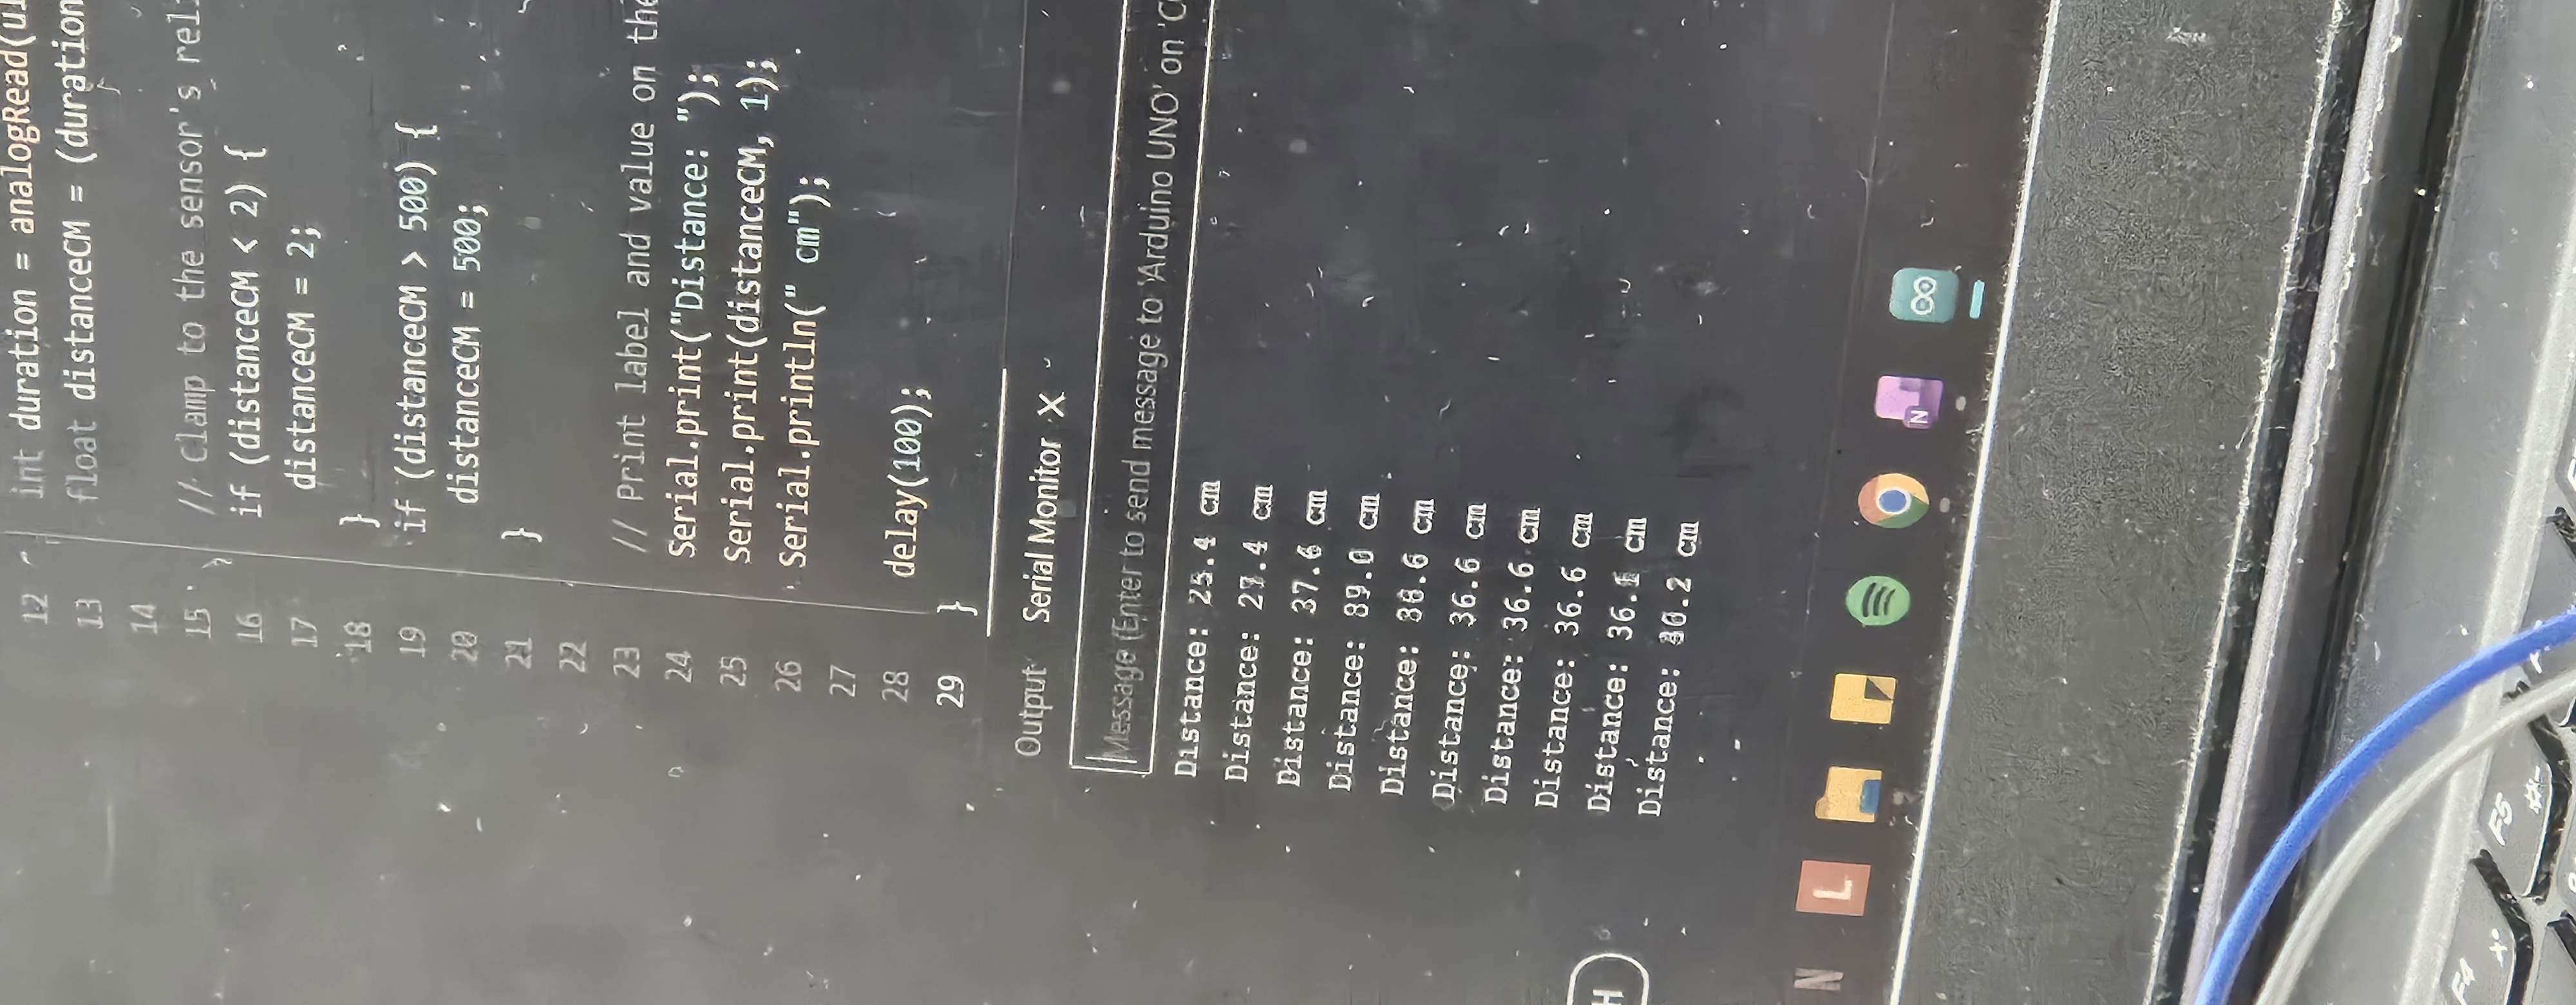 12 int duration = analogRead(u
13 float distanceCM = (duration
14
15 // Clamp to the sensor's rel
16 if (distanceCM < 2) {
17 distanceCM = 2;
18 }
19 if (distanceCM > 500) {
20 distanceCM = 500;
21 }
22
23 // Print label and value on the
24 Serial.print("Distance: ");
25 Serial.print(distanceCM, 1);
26 Serial.println(" cm");
27
28 delay(100);
29 }
Output Serial Monitor X
Message (Enter to send message to 'Arduino UNO' on 'C
Distance: 25.4 cm
Distance: cm
Distance: 37.6 cm
Distance: 89.0 cm
Distance: cm
Distance: 36.6 cm
Distance: 36.6 cm
Distance: 36.6 cm
Distance: cm
Distance: cm
H
N L N
F4 F5